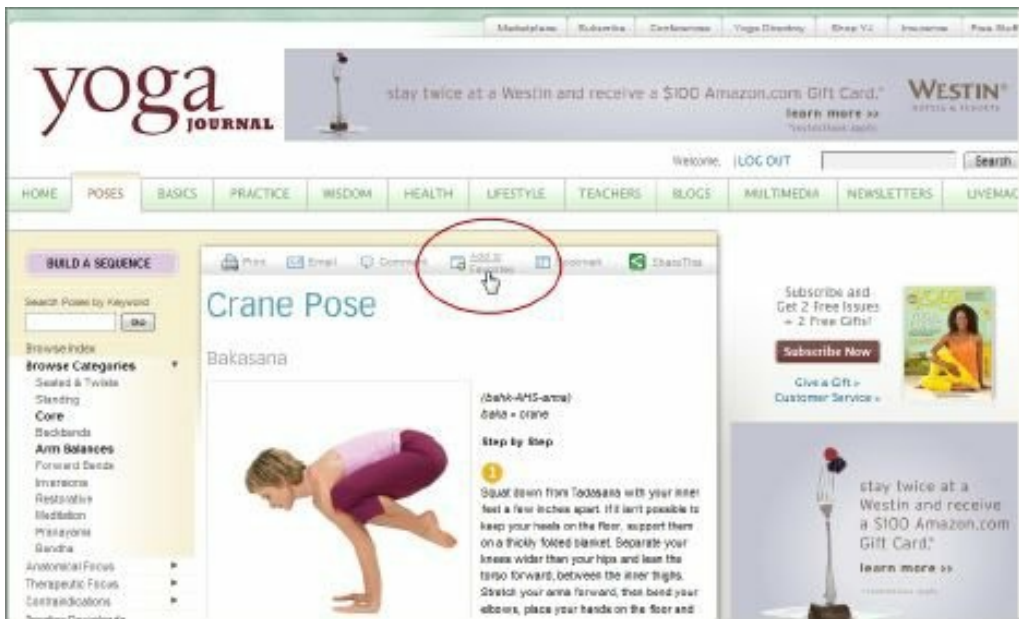 Marketplace Subscribe Conferences Yoga Directory Shop YJ Insurance Free Stuff
yoga
JOURNAL
stay twice at a Westin and receive a $100 Amazon.com Gift Card.*
learn more >>
WESTIN®
HOTELS & RESORTS
Welcome, LOG OUT Search
HOME POSES BASICS PRACTICE WISDOM HEALTH LIFESTYLE TEACHERS BLOGS MULTIMEDIA NEWSLETTERS
BUILD A SEQUENCE
Search Poses by Keyword
GO
Browse Index
Browse Categories
Seated & Twists
Standing
Core
Backbends
Arm Balances
Forward Bends
Inversions
Restorative
Meditation
Pranayama
Bandha
Anatomical Focus
Therapeutic Focus
Contraindications
Print Email Add to Favorites ShareThis
Crane Pose
Bakasana
(bahk-AHS-anna)
baka = crane
Step by Step
1
Squat down from Tadasana with your inner
feet a few inches apart. If it isn't possible to
keep your heels on the floor, support them
on a thickly folded blanket. Separate your
knees wider than your hips and lean the
torso forward, between the inner thighs.
Stretch your arms forward, then bend your
elbows, place your hands on the floor and
Subscribe and
Get 2 Free Issues
+ 2 Free Gifts!
Subscribe Now
Give a Gift »
Customer Service »
stay twice at a
Westin and receive
a $100 Amazon.com
Gift Card.*
learn more >>